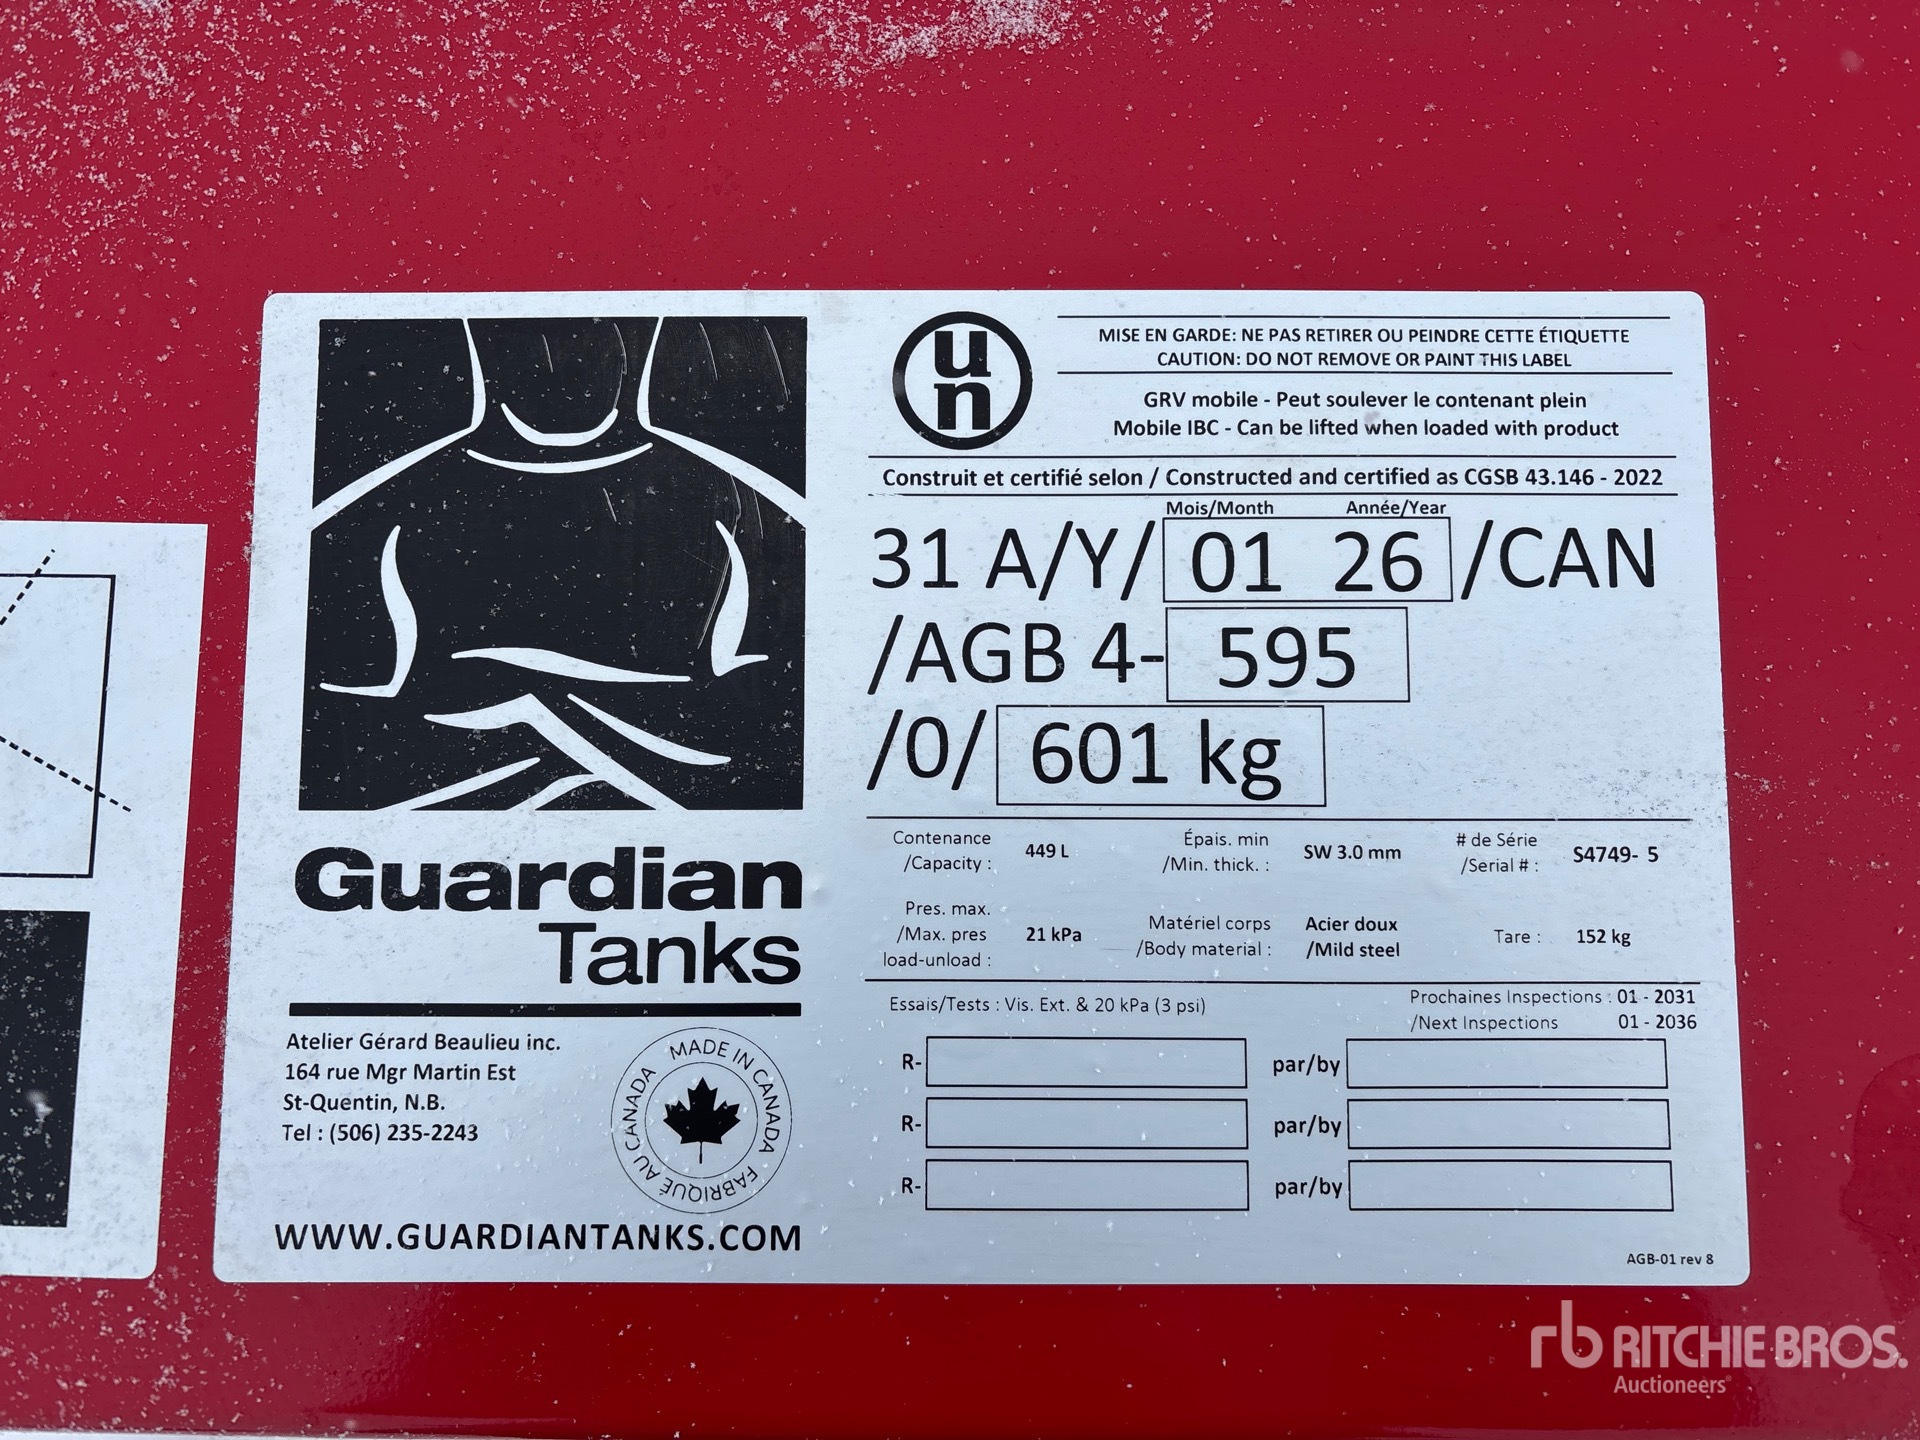 un
MISE EN GARDE: NE PAS RETIRER OU PEINDRE CETTE ÉTIQUETTE
CAUTION: DO NOT REMOVE OR PAINT THIS LABEL
GRV mobile - Peut soulever le contenant plein
Mobile IBC - Can be lifted when loaded with product
Construit et certifié selon / Constructed and certified as CGSB 43.146 - 2022
Mois/Month Année/Year
31 A/Y/ 01 26 /CAN
/AGB 4- 595
/0/ 601 kg
Contenance
/Capacity : 449 L
Épais. min
/Min. thick. : SW 3.0 mm
# de Série
/Serial # : S4749- 5
Pres. max.
/Max. pres
load-unload : 21 kPa
Matériel corps
/Body material :
Acier doux
/Mild steel
Tare : 152 kg
Essais/Tests : Vis. Ext. & 20 kPa (3 psi)
Prochaines Inspections : 01 - 2031
/Next Inspections 01 - 2036
R- par/by
R- par/by
R- par/by
AGB-01 rev 8
Guardian
Tanks
Atelier Gérard Beaulieu inc.
164 rue Mgr Martin Est
St-Quentin, N.B.
Tel : (506) 235-2243
MADE IN CANADA
FABRIQUÉ AU CANADA
WWW.GUARDIANTANKS.COM
rb RITCHIE BROS.
Auctioneers